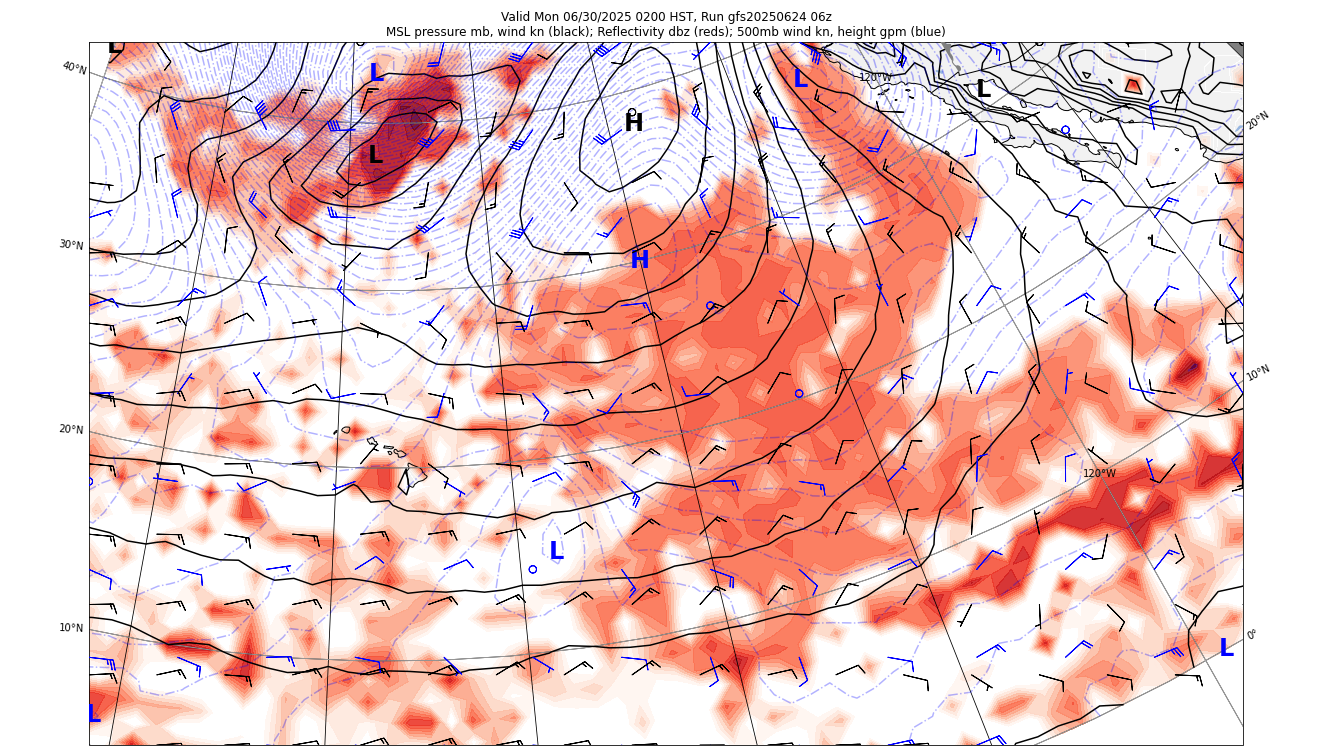 Valid Mon 06/30/2025 0200 HST, Run gfs20250624 06z
MSL pressure mb, wind kn (black); Reflectivity dbz (reds); 500mb wind kn, height gpm (blue)
L
40°N
L
L
120°W
L
H
20°N
L
30°N
H
10°N
20°N
120°W
L
10°N
0°
L
L